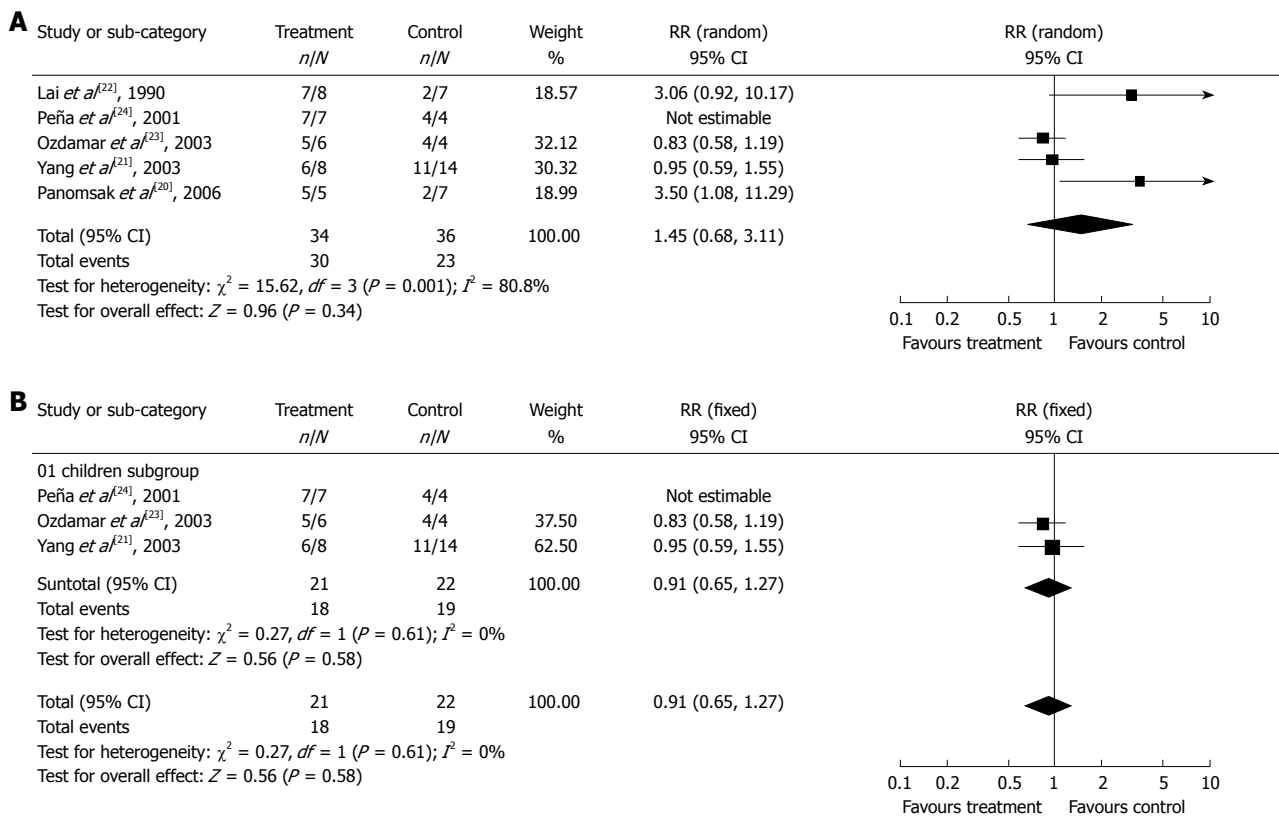 A
Study or sub-category Treatment Control Weight RR (random) RR (random)
n/N n/N % 95% CI 95% CI
Lai et al[22], 1990 7/8 2/7 18.57 3.06 (0.92, 10.17)
Peña et al[24], 2001 7/7 4/4 Not estimable
Ozdamar et al[23], 2003 5/6 4/4 32.12 0.83 (0.58, 1.19)
Yang et al[21], 2003 6/8 11/14 30.32 0.95 (0.59, 1.55)
Panomsak et al[20], 2006 5/5 2/7 18.99 3.50 (1.08, 11.29)
Total (95% CI) 34 36 100.00 1.45 (0.68, 3.11)
Total events 30 23
Test for heterogeneity: χ² = 15.62, df = 3 (P = 0.001); I² = 80.8%
Test for overall effect: Z = 0.96 (P = 0.34)
0.1 0.2 0.5 1 2 5 10
Favours treatment Favours control
B
Study or sub-category Treatment Control Weight RR (fixed) RR (fixed)
n/N n/N % 95% CI 95% CI
01 children subgroup
Peña et al[24], 2001 7/7 4/4 Not estimable
Ozdamar et al[23], 2003 5/6 4/4 37.50 0.83 (0.58, 1.19)
Yang et al[21], 2003 6/8 11/14 62.50 0.95 (0.59, 1.55)
Suntotal (95% CI) 21 22 100.00 0.91 (0.65, 1.27)
Total events 18 19
Test for heterogeneity: χ² = 0.27, df = 1 (P = 0.61); I² = 0%
Test for overall effect: Z = 0.56 (P = 0.58)
Total (95% CI) 21 22 100.00 0.91 (0.65, 1.27)
Total events 18 19
Test for heterogeneity: χ² = 0.27, df = 1 (P = 0.61); I² = 0%
Test for overall effect: Z = 0.56 (P = 0.58)
0.1 0.2 0.5 1 2 5 10
Favours treatment Favours control